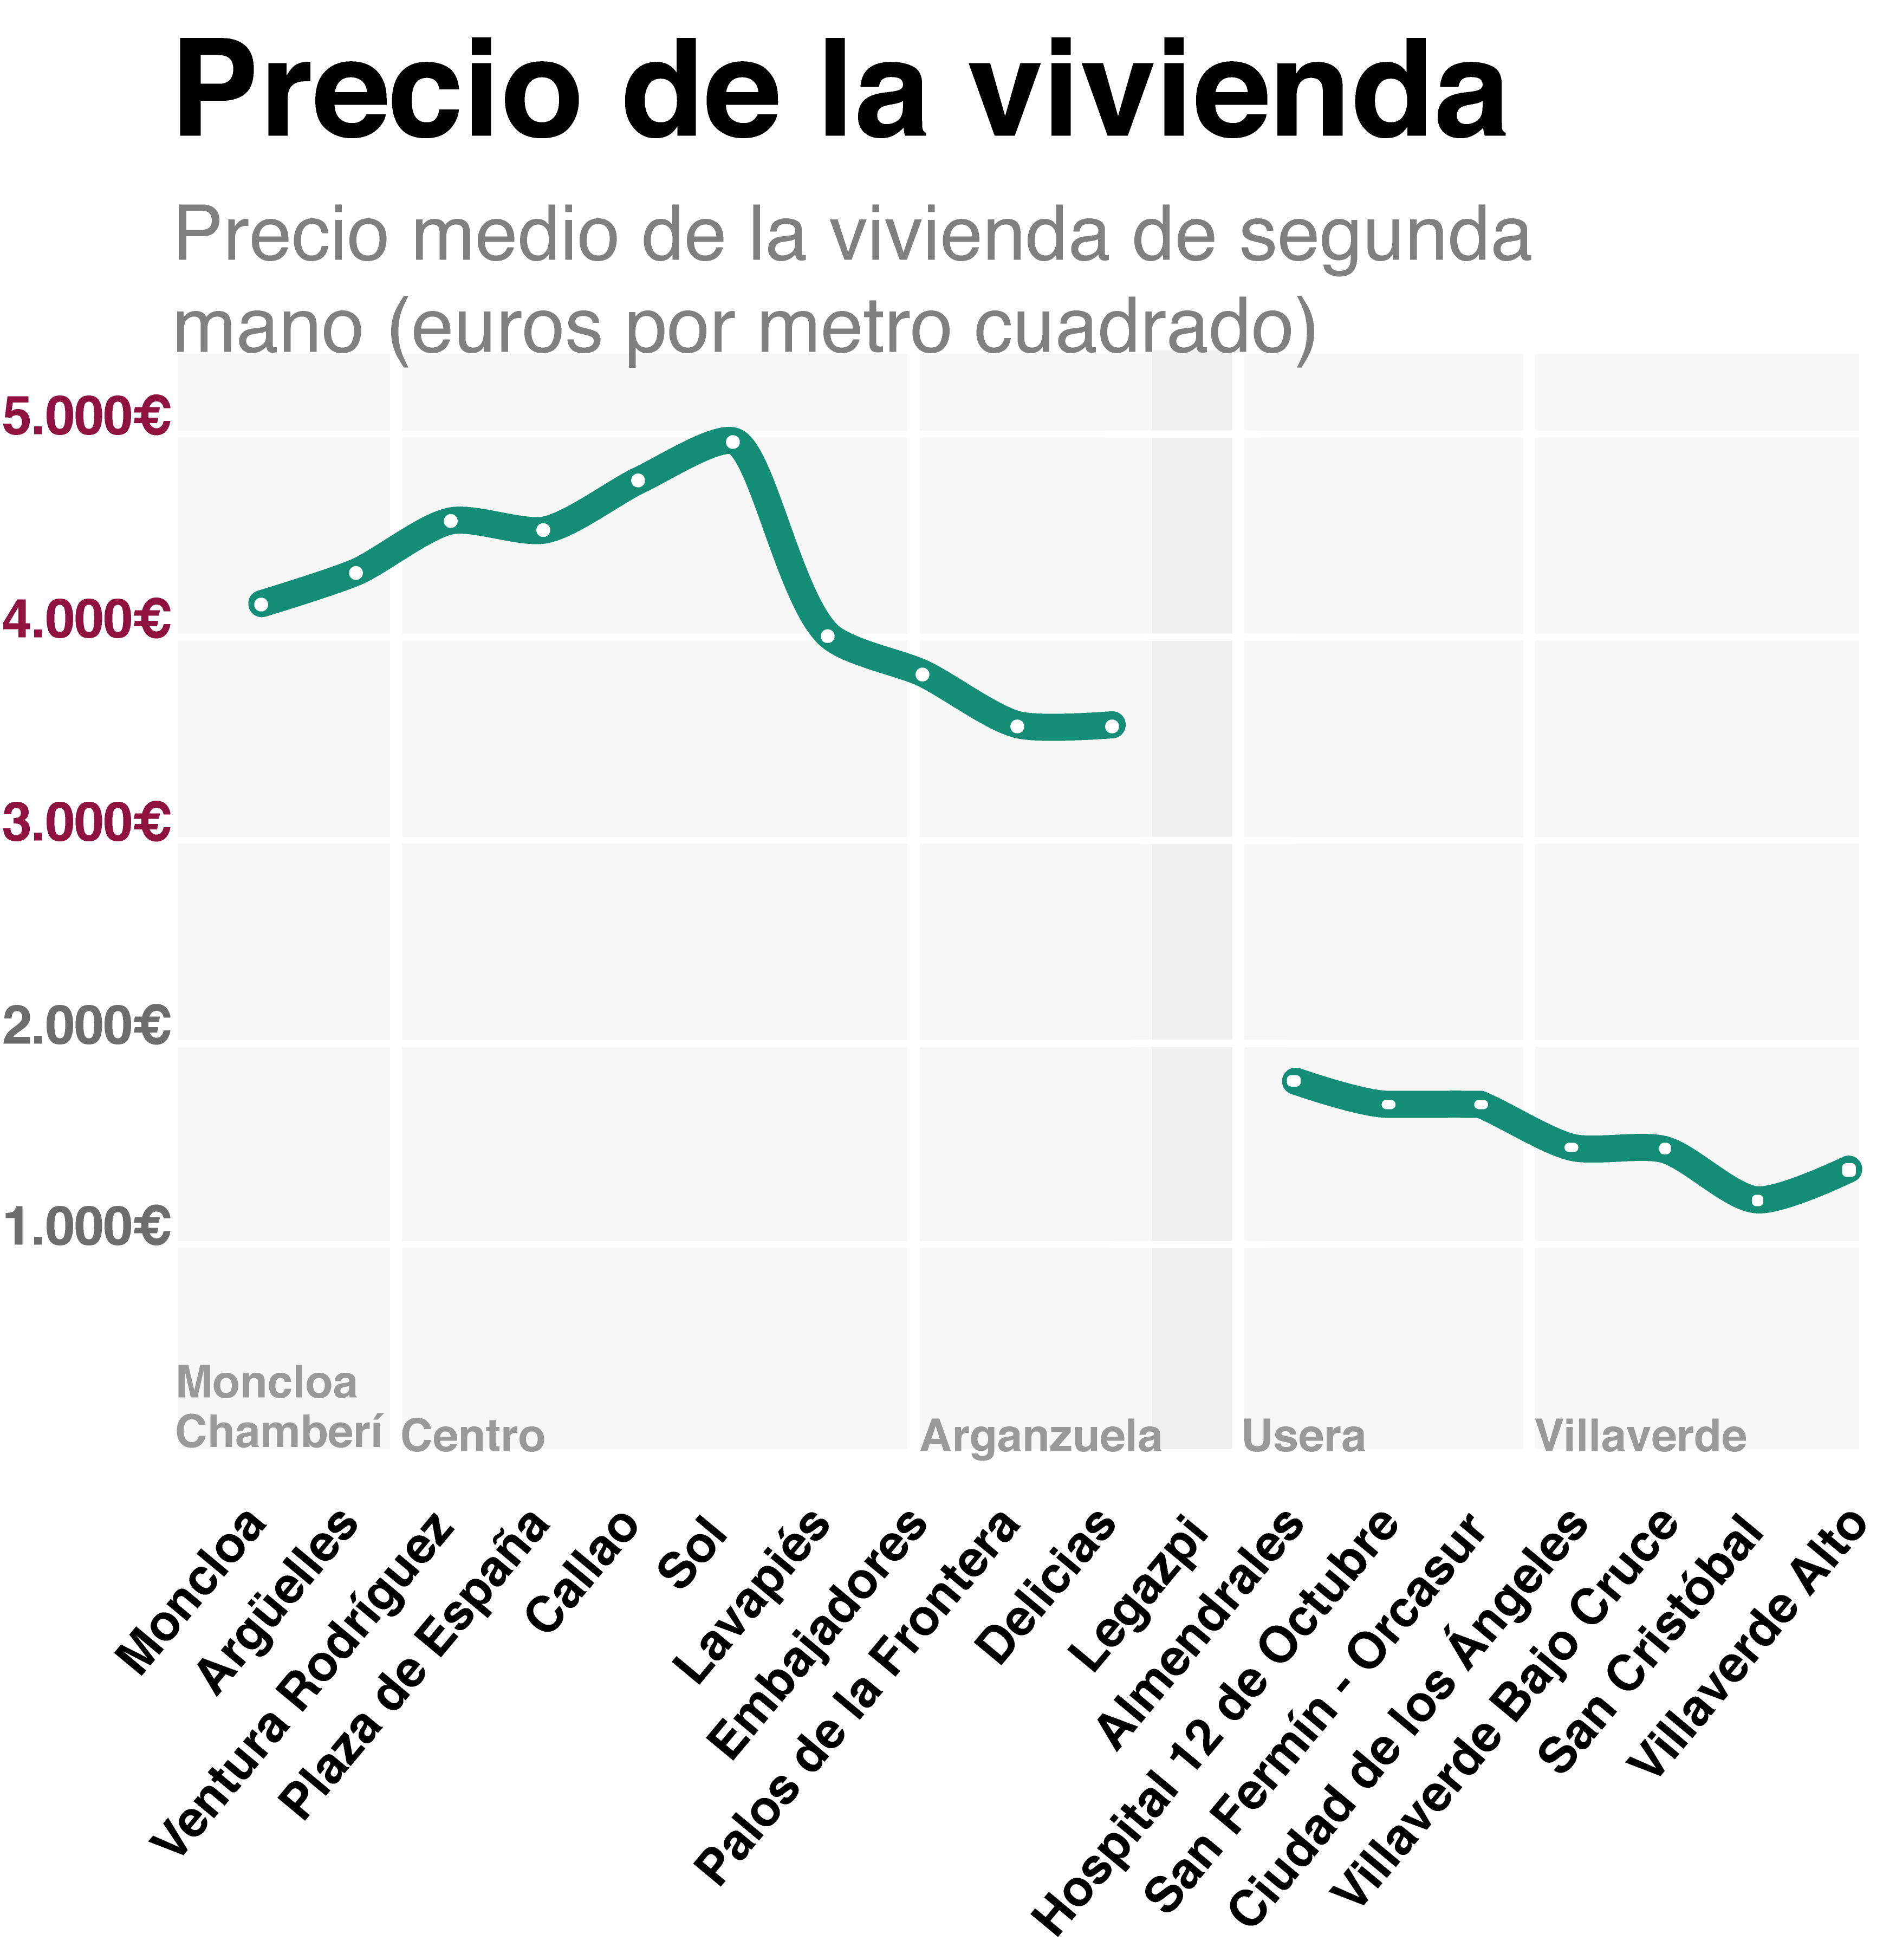 Precio de la vivienda
Precio medio de la vivienda de segunda
mano (euros por metro cuadrado)
5.000€
4.000€
3.000€
2.000€
1.000€
Moncloa
Chamberí
Centro
Arganzuela
Usera
Villaverde
Moncloa
Argüelles
Ventura Rodríguez
Plaza de España
Callao
Sol
Lavapiés
Embajadores
Palos de la Frontera
Delicias
Legazpi
Almendrales
Hospital 12 de Octubre
San Fermín - Orcasur
Ciudad de los Ángeles
Villaverde Bajo Cruce
San Cristóbal
Villaverde Alto